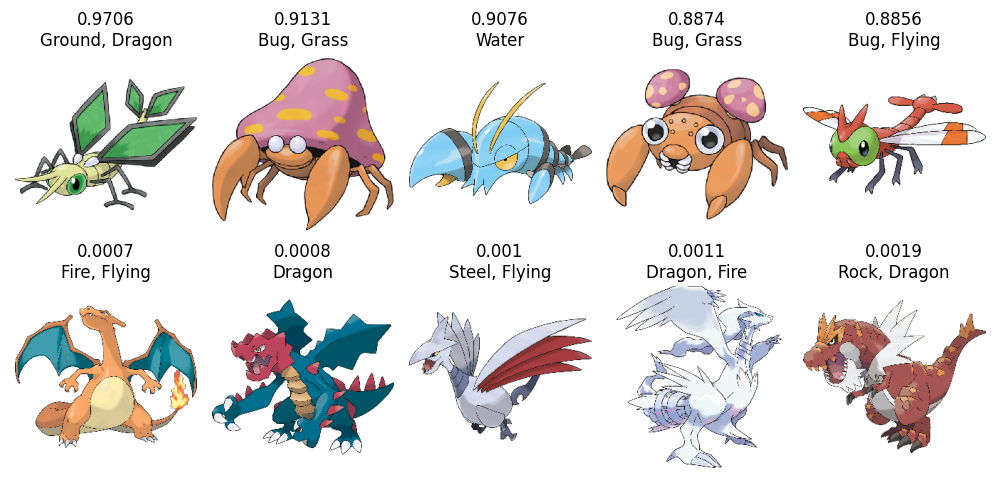 0.9706
Ground, Dragon
0.9131
Bug, Grass
0.9076
Water
0.8874
Bug, Grass
0.8856
Bug, Flying
0.0007
Fire, Flying
0.0008
Dragon
0.001
Steel, Flying
0.0011
Dragon, Fire
0.0019
Rock, Dragon